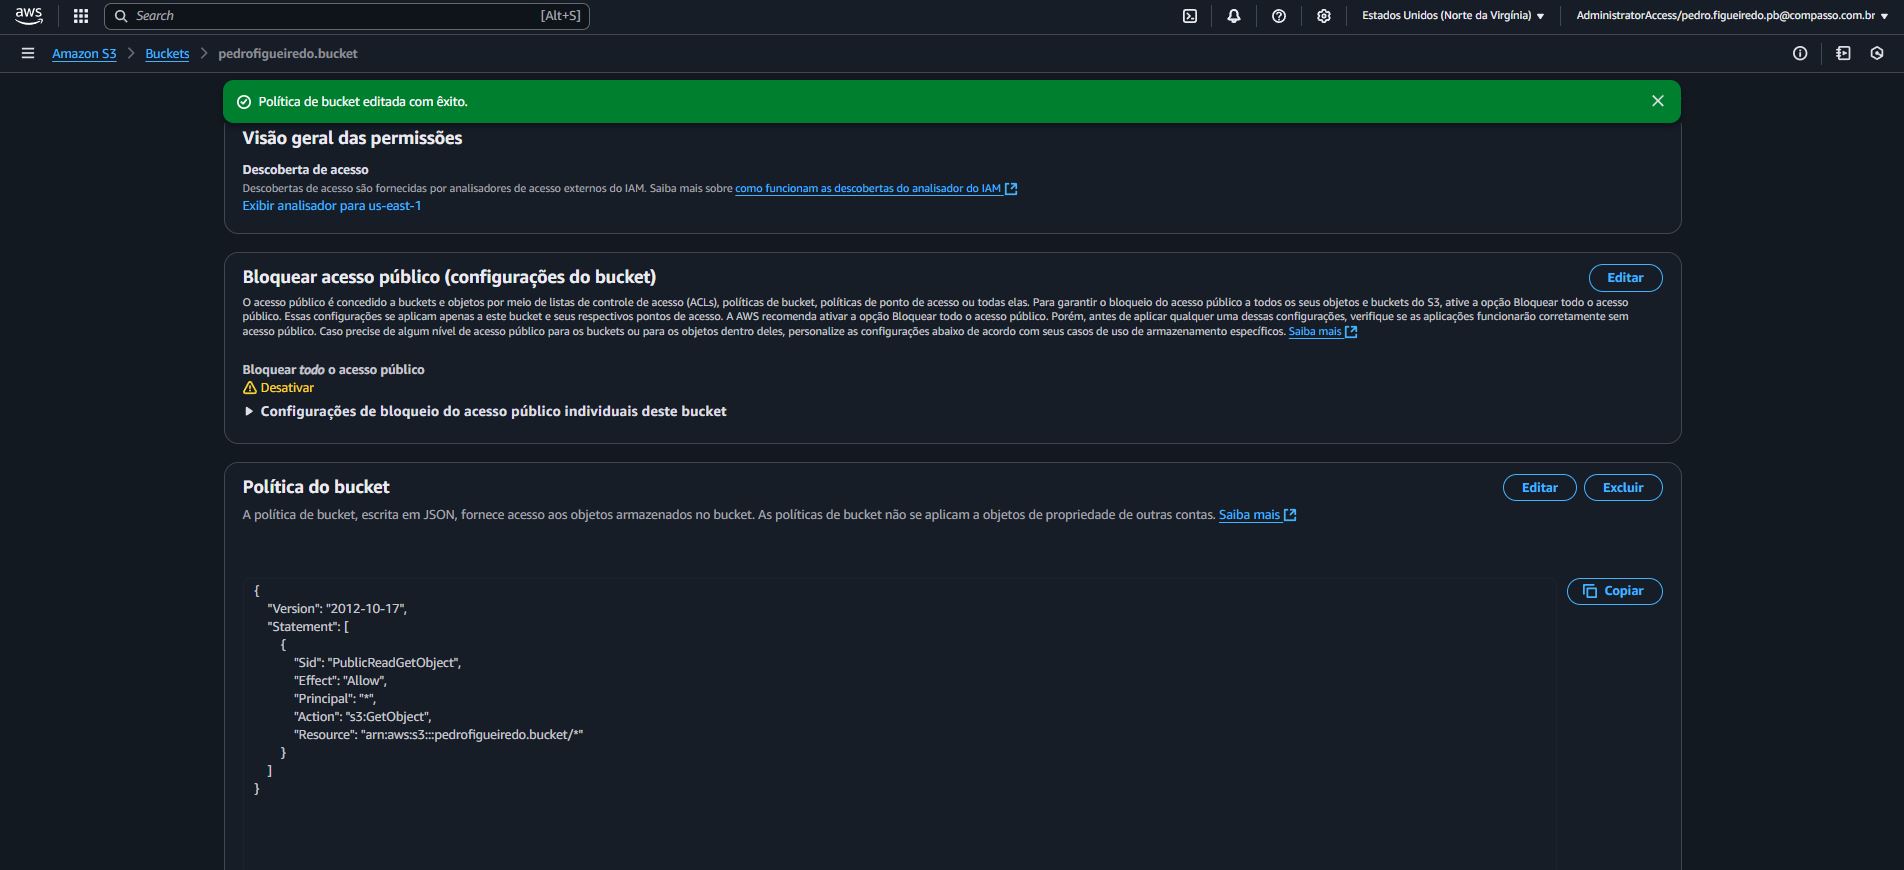 aws
Search [Alt+S]
Estados Unidos (Norte da Virgínia)
AdministratorAccess/pedro.figueiredo.pb@compasso.com.br
Amazon S3 > Buckets > pedrofigueiredo.bucket
Política de bucket editada com êxito.
Visão geral das permissões
Descoberta de acesso
Descobertas de acesso são fornecidas por analisadores de acesso externos do IAM. Saiba mais sobre como funcionam as descobertas do analisador do IAM
Exibir analisador para us-east-1
Bloquear acesso público (configurações do bucket)
Editar
O acesso público é concedido a buckets e objetos por meio de listas de controle de acesso (ACLs), políticas de bucket, políticas de ponto de acesso ou todas elas. Para garantir o bloqueio do acesso público a todos os seus objetos e buckets do S3, ative a opção Bloquear todo o acesso
público. Essas configurações se aplicam apenas a este bucket e seus respectivos pontos de acesso. A AWS recomenda ativar a opção Bloquear todo o acesso público. Porém, antes de aplicar qualquer uma dessas configurações, verifique se as aplicações funcionarão corretamente sem
acesso público. Caso precise de algum nível de acesso público para os buckets ou para os objetos dentro deles, personalize as configurações abaixo de acordo com seus casos de uso de armazenamento específicos. Saiba mais
Bloquear todo o acesso público
Desativar
Configurações de bloqueio do acesso público individuais deste bucket
Política do bucket
Editar
Excluir
A política de bucket, escrita em JSON, fornece acesso aos objetos armazenados no bucket. As políticas de bucket não se aplicam a objetos de propriedade de outras contas. Saiba mais
Copiar
{
"Version": "2012-10-17",
"Statement": [
{
"Sid": "PublicReadGetObject",
"Effect": "Allow",
"Principal": "*",
"Action": "s3:GetObject",
"Resource": "arn:aws:s3:::pedrofigueiredo.bucket/*"
}
]
}